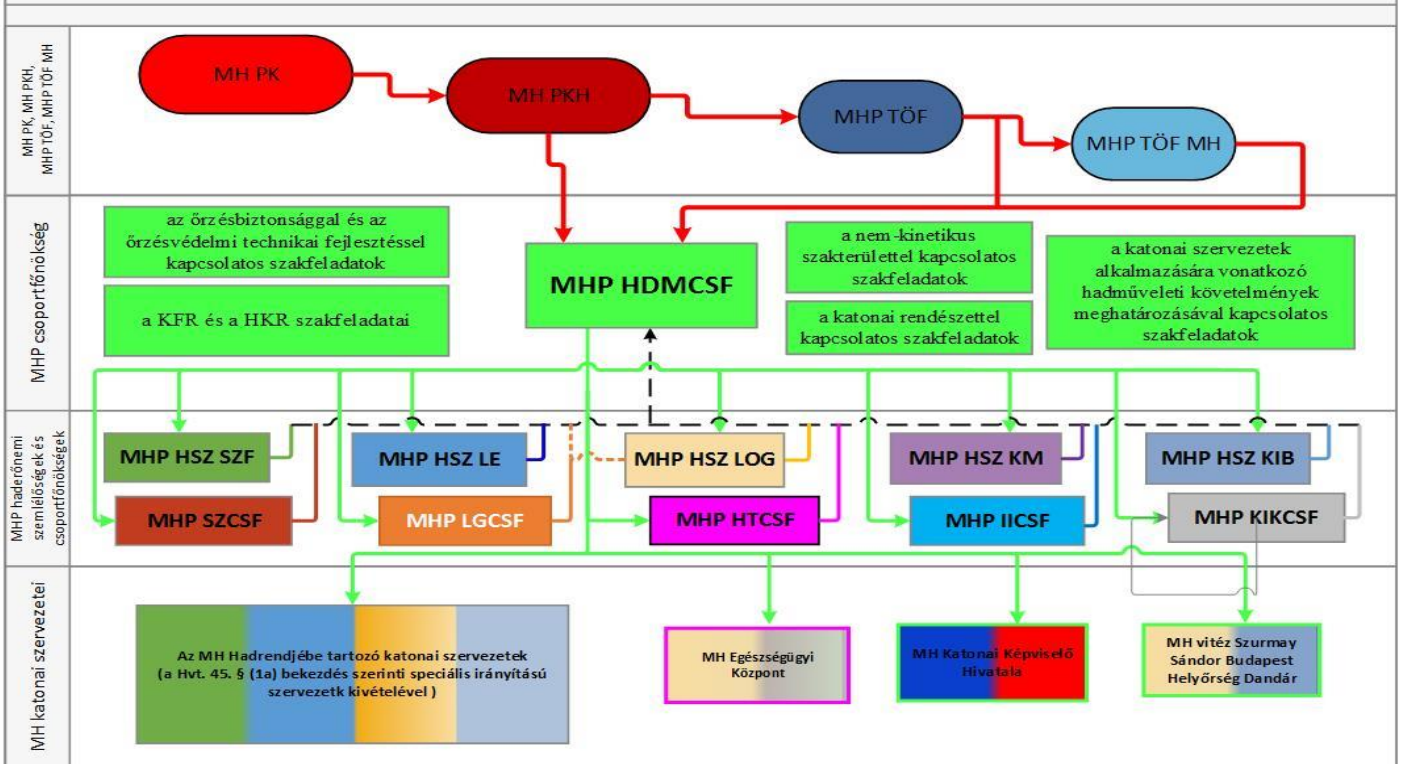 MH PK, MH PKH,
MHP TÖF, MHP TÖF MH
MH PK
MH PKH
MHP TÖF
MHP TÖF MH
MHP csoportfőnökség
az őrzésbiztonsággal és az
őrzésvédelmi technikai fejlesztéssel
kapcsolatos szakfeladatok
a KFR és a HKR szakfeladatai
MHP HDMCSF
a nem-kinetikus
szakterülettel kapcsolatos
szakfeladatok
a katonai rendészettel
kapcsolatos szakfeladatok
a katonai szervezetek
alkalmazására vonatkozó
hadműveleti követelmények
meghatározásával kapcsolatos
szakfeladatok
MHP haderőnemi
szemlélőségek és
csoportfőnökségek
MHP HSZ SZF
MHP HSZ LE
MHP HSZ LOG
MHP HSZ KM
MHP HSZ KIB
MHP SZCSF
MHP LGCSF
MHP HTCSF
MHP IICSF
MHP KIKCSF
MH katonai szervezetei
Az MH Hadrendjébe tartozó katonai szervezetek
(a Hvt. 45. § (1a) bekezdés szerinti speciális irányítású
szervezetk kivételével )
MH Egészségügyi
Központ
MH Katonai Képviselő
Hivatala
MH vitéz Szurmay
Sándor Budapest
Helyőrség Dandár